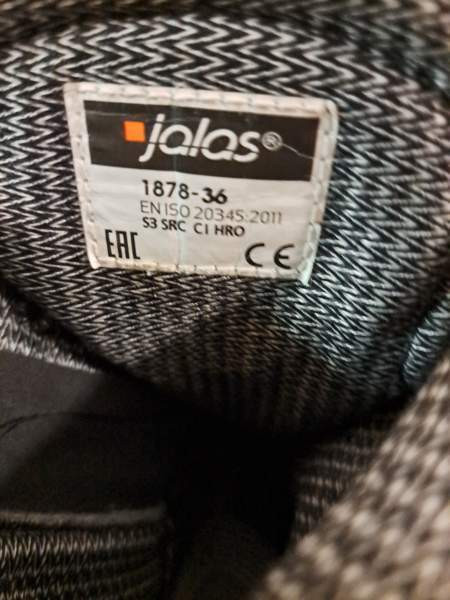 jalas®
1878-36
EN ISO 20345:2011
S3 SRC CI HRO
EAC CE